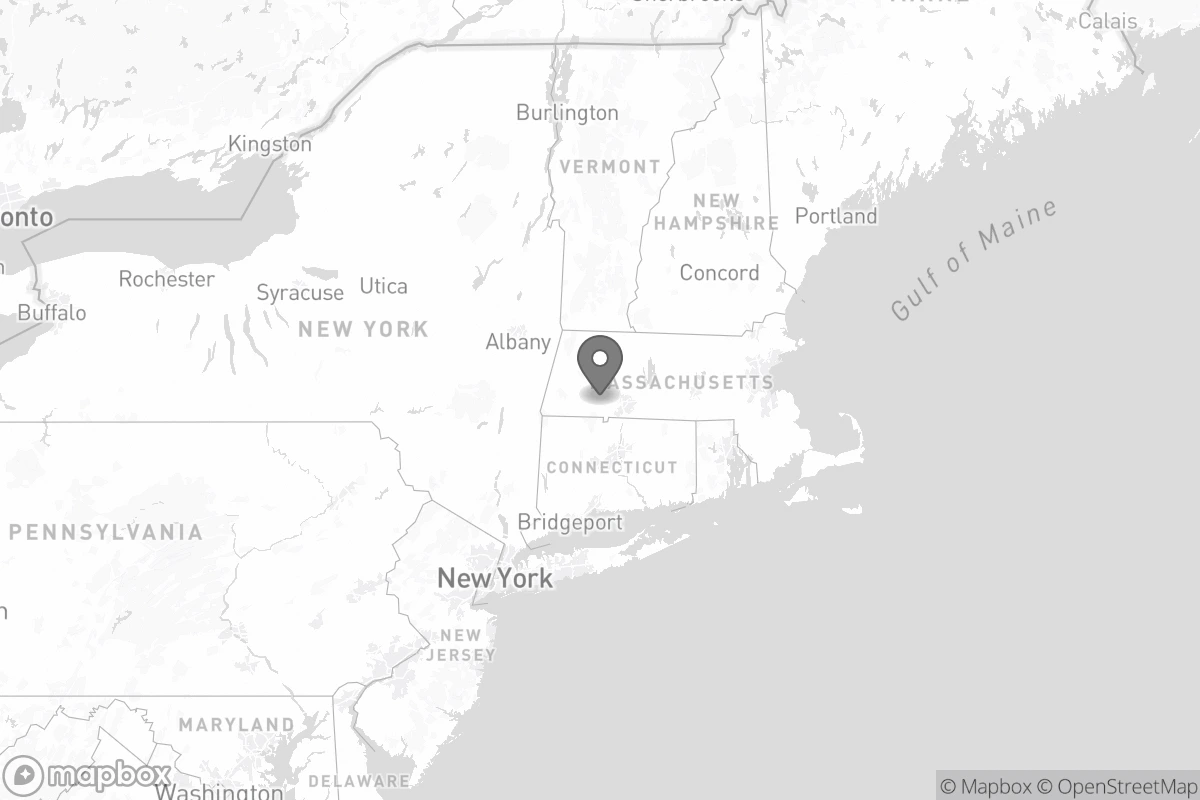 Calais
Burlington
Kingston
VERMONT
NEW
HAMPSHIRE
Portland
onto
Gulf of Maine
Concord
Rochester
Syracuse
Utica
Buffalo
NEW YORK
Albany
MASSACHUSETTS
CONNECTICUT
Bridgeport
PENNSYLVANIA
New York
NEW
JERSEY
MARYLAND
DELAWARE
mapbox
Washington
© Mapbox © OpenStreetMap